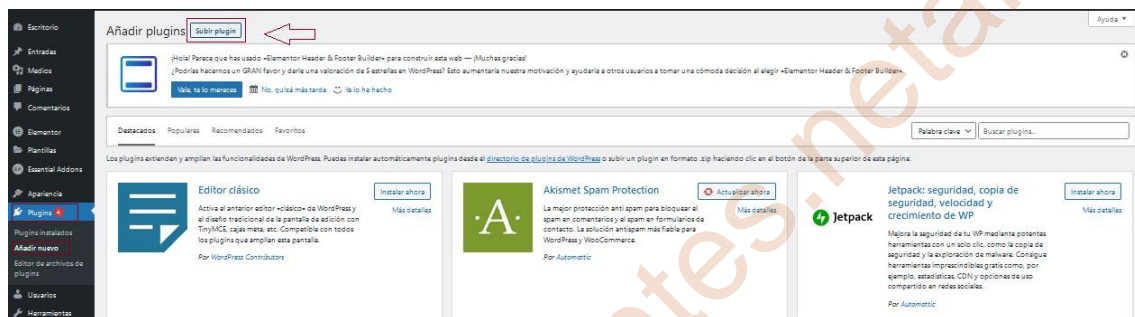 Escritorio
Entradas
Medios
Páginas
Comentarios
Elementor
Plantillas
Essential Addons
Apariencia
Plugins 4
Plugins instalados
Añadir nuevo
Editor de archivos de
plugins
Usuarios
Herramientas
Ayuda
Añadir plugins Subir plugin
¡Hola! Parece que has usado «Elementor Header & Footer Builder» para construir esta web — ¡Muchas gracias!
¿Podrías hacernos un GRAN favor y darle una valoración de 5 estrellas en WordPress? Esto aumentaría nuestra motivación y ayudaría a otros usuarios a tomar una cómoda decisión al elegir «Elementor Header & Footer Builder».
Vale, te lo mereces No, quizá más tarde Ya lo he hecho
Destacados Populares Recomendados Favoritos Palabra clave Buscar plugins...
Los plugins extienden y amplían las funcionalidades de WordPress. Puedes instalar automáticamente plugins desde el directorio de plugins de WordPress o subir un plugin en formato .zip haciendo clic en el botón de la parte superior de esta página.
Editor clásico
Instalar ahora
Más detalles
Activa el anterior editor «clásico» de WordPress y
el diseño tradicional de la pantalla de edición con
TinyMCE, cajas meta, etc. Compatible con todos
los plugins que amplían esta pantalla.
Por WordPress Contributors
·A·
Akismet Spam Protection
Actualizar ahora
Más detalles
La mejor protección anti spam para bloquear el
spam en comentarios y el spam en formularios de
contacto. La solución antispam más fiable para
WordPress y WooCommerce.
Por Automattic
Jetpack
Jetpack: seguridad, copia de
seguridad, velocidad y
crecimiento de WP
Instalar ahora
Más detalles
Mejora la seguridad de tu WP mediante potentes
herramientas con un solo clic, como la copia de
seguridad y la exploración de malware. Consigue
herramientas imprescindibles gratis como, por
ejemplo, estadísticas, CDN y opciones de uso
compartido en redes sociales.
Por Automattic